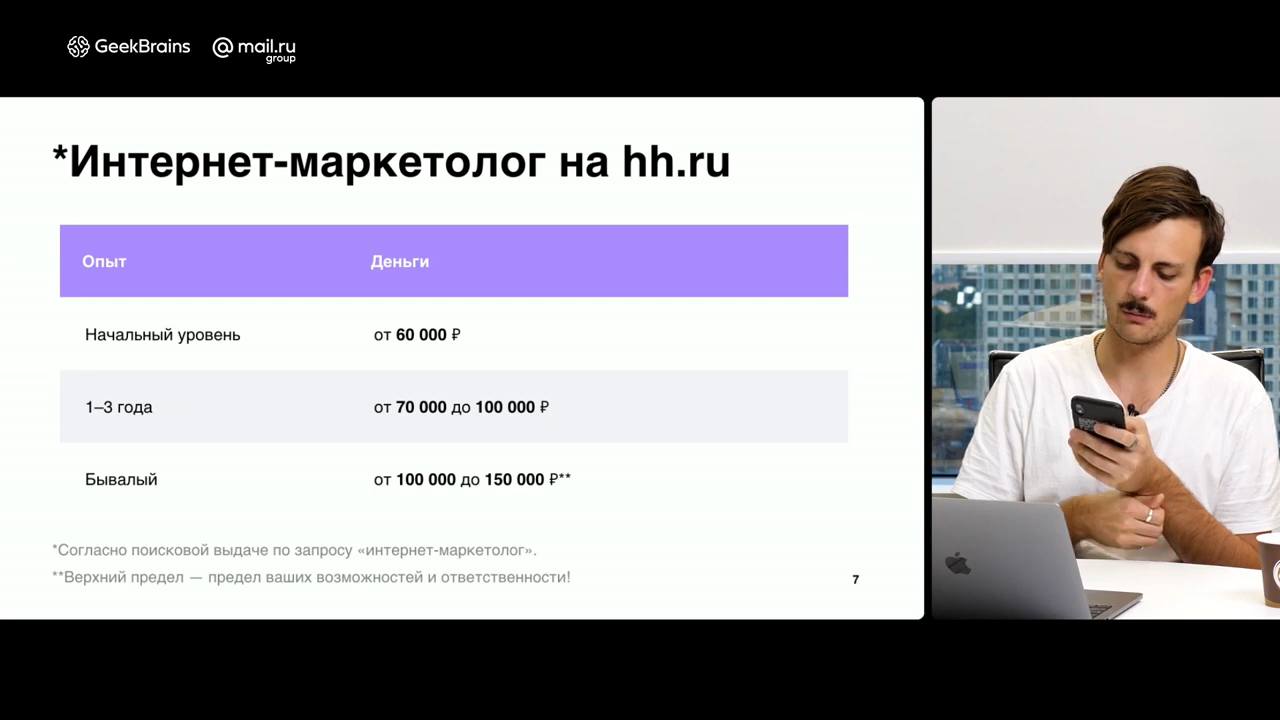 GeekBrains
@mail.ru
group
*Интернет-маркетолог на hh.ru
Опыт Деньги
Начальный уровень от 60 000 ₽
1–3 года от 70 000 до 100 000 ₽
Бывалый от 100 000 до 150 000 ₽**
*Согласно поисковой выдаче по запросу «интернет-маркетолог».
**Верхний предел — предел ваших возможностей и ответственности!
7